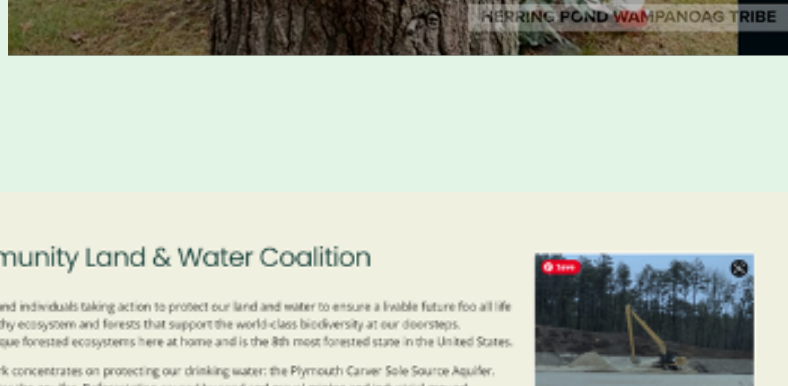 HERRING POND WAMPANOAG TRIBE
munity Land & Water Coalition
Save
and individuals taking action to protect our land and water to ensure a livable future foo all life
thy ecosystem and forests that support the world-class biodiversity at our doorsteps.
que forested ecosystems here at home and is the 8th most forested state in the United States.
rk concentrates on protecting our drinking water: the Plymouth Carver Sole Source Aquifer.